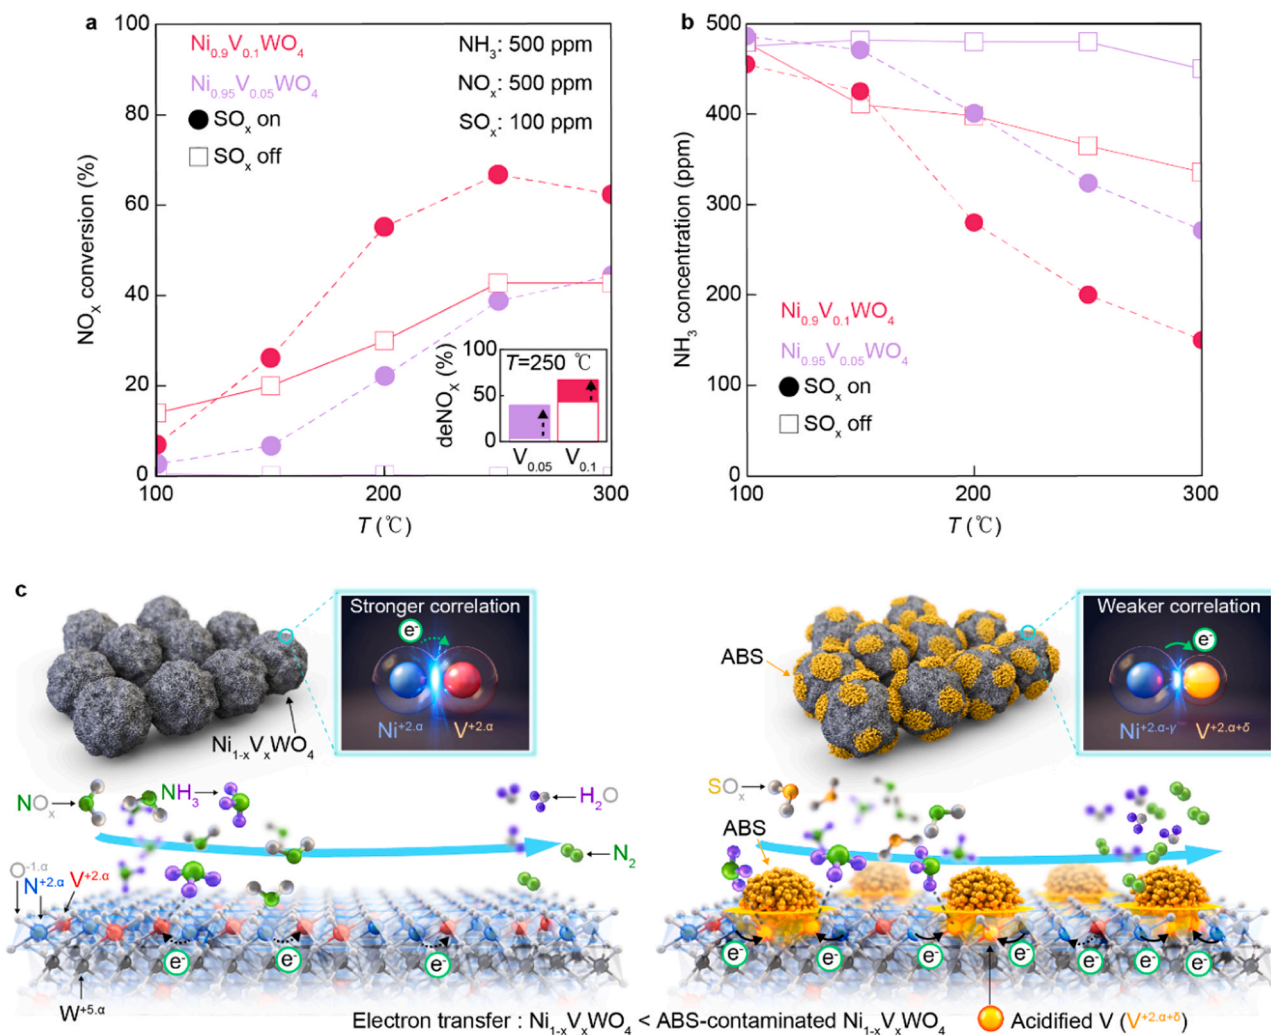 a
Ni0.9V0.1WO4
Ni0.95V0.05WO4
SOx on
SOx off
NH3: 500 ppm
NOx: 500 ppm
SOx: 100 ppm
NOX conversion (%)
100
80
60
40
20
0
100
200
300
T (℃)
deNOx (%)
100
50
0
T=250 ℃
V0.05
V0.1
b
NH3 concentration (ppm)
500
400
300
200
100
0
Ni0.9V0.1WO4
Ni0.95V0.05WO4
SOx on
SOx off
100
200
300
T (℃)
c
Stronger correlation
e-
Ni+2.α
V+2.α
Ni1-xVxWO4
NOx
NH3
H2O
N2
O-1.α
N+2.α
V+2.α
e-
e-
e-
W+5.α
ABS
Weaker correlation
e-
Ni+2.α-γ
V+2.α+δ
SOx
ABS
e-
e-
e-
e-
e-
e-
e-
Electron transfer : Ni1-xVxWO4 < ABS-contaminated Ni1-xVxWO4
Acidified V (V+2.α+δ)